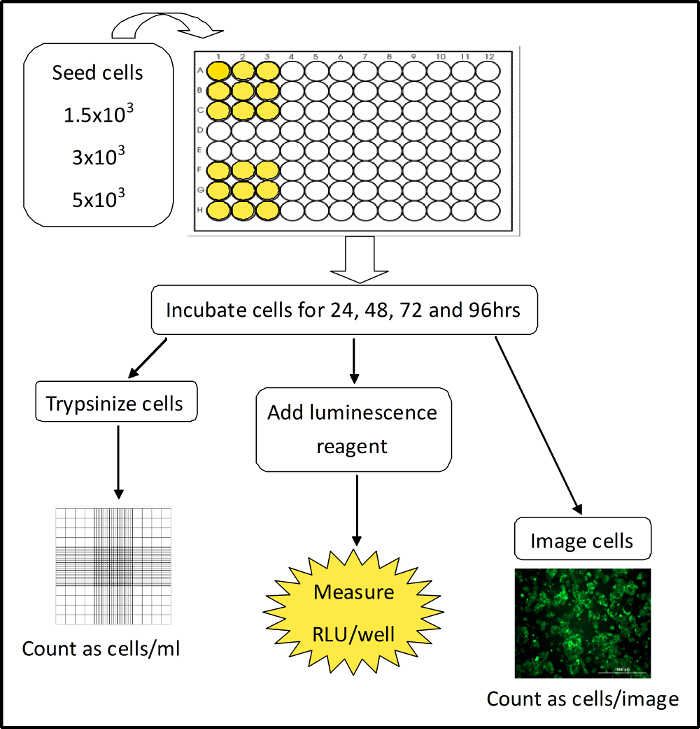 Seed cells
1.5x10³
3x10³
5x10³
1 2 3 4 5 6 7 8 9 10 11 12
A
B
C
D
E
F
G
H
Incubate cells for 24, 48, 72 and 96hrs
Trypsinize cells
Add luminescence
reagent
Image cells
Measure
RLU/well
Count as cells/ml
Count as cells/image